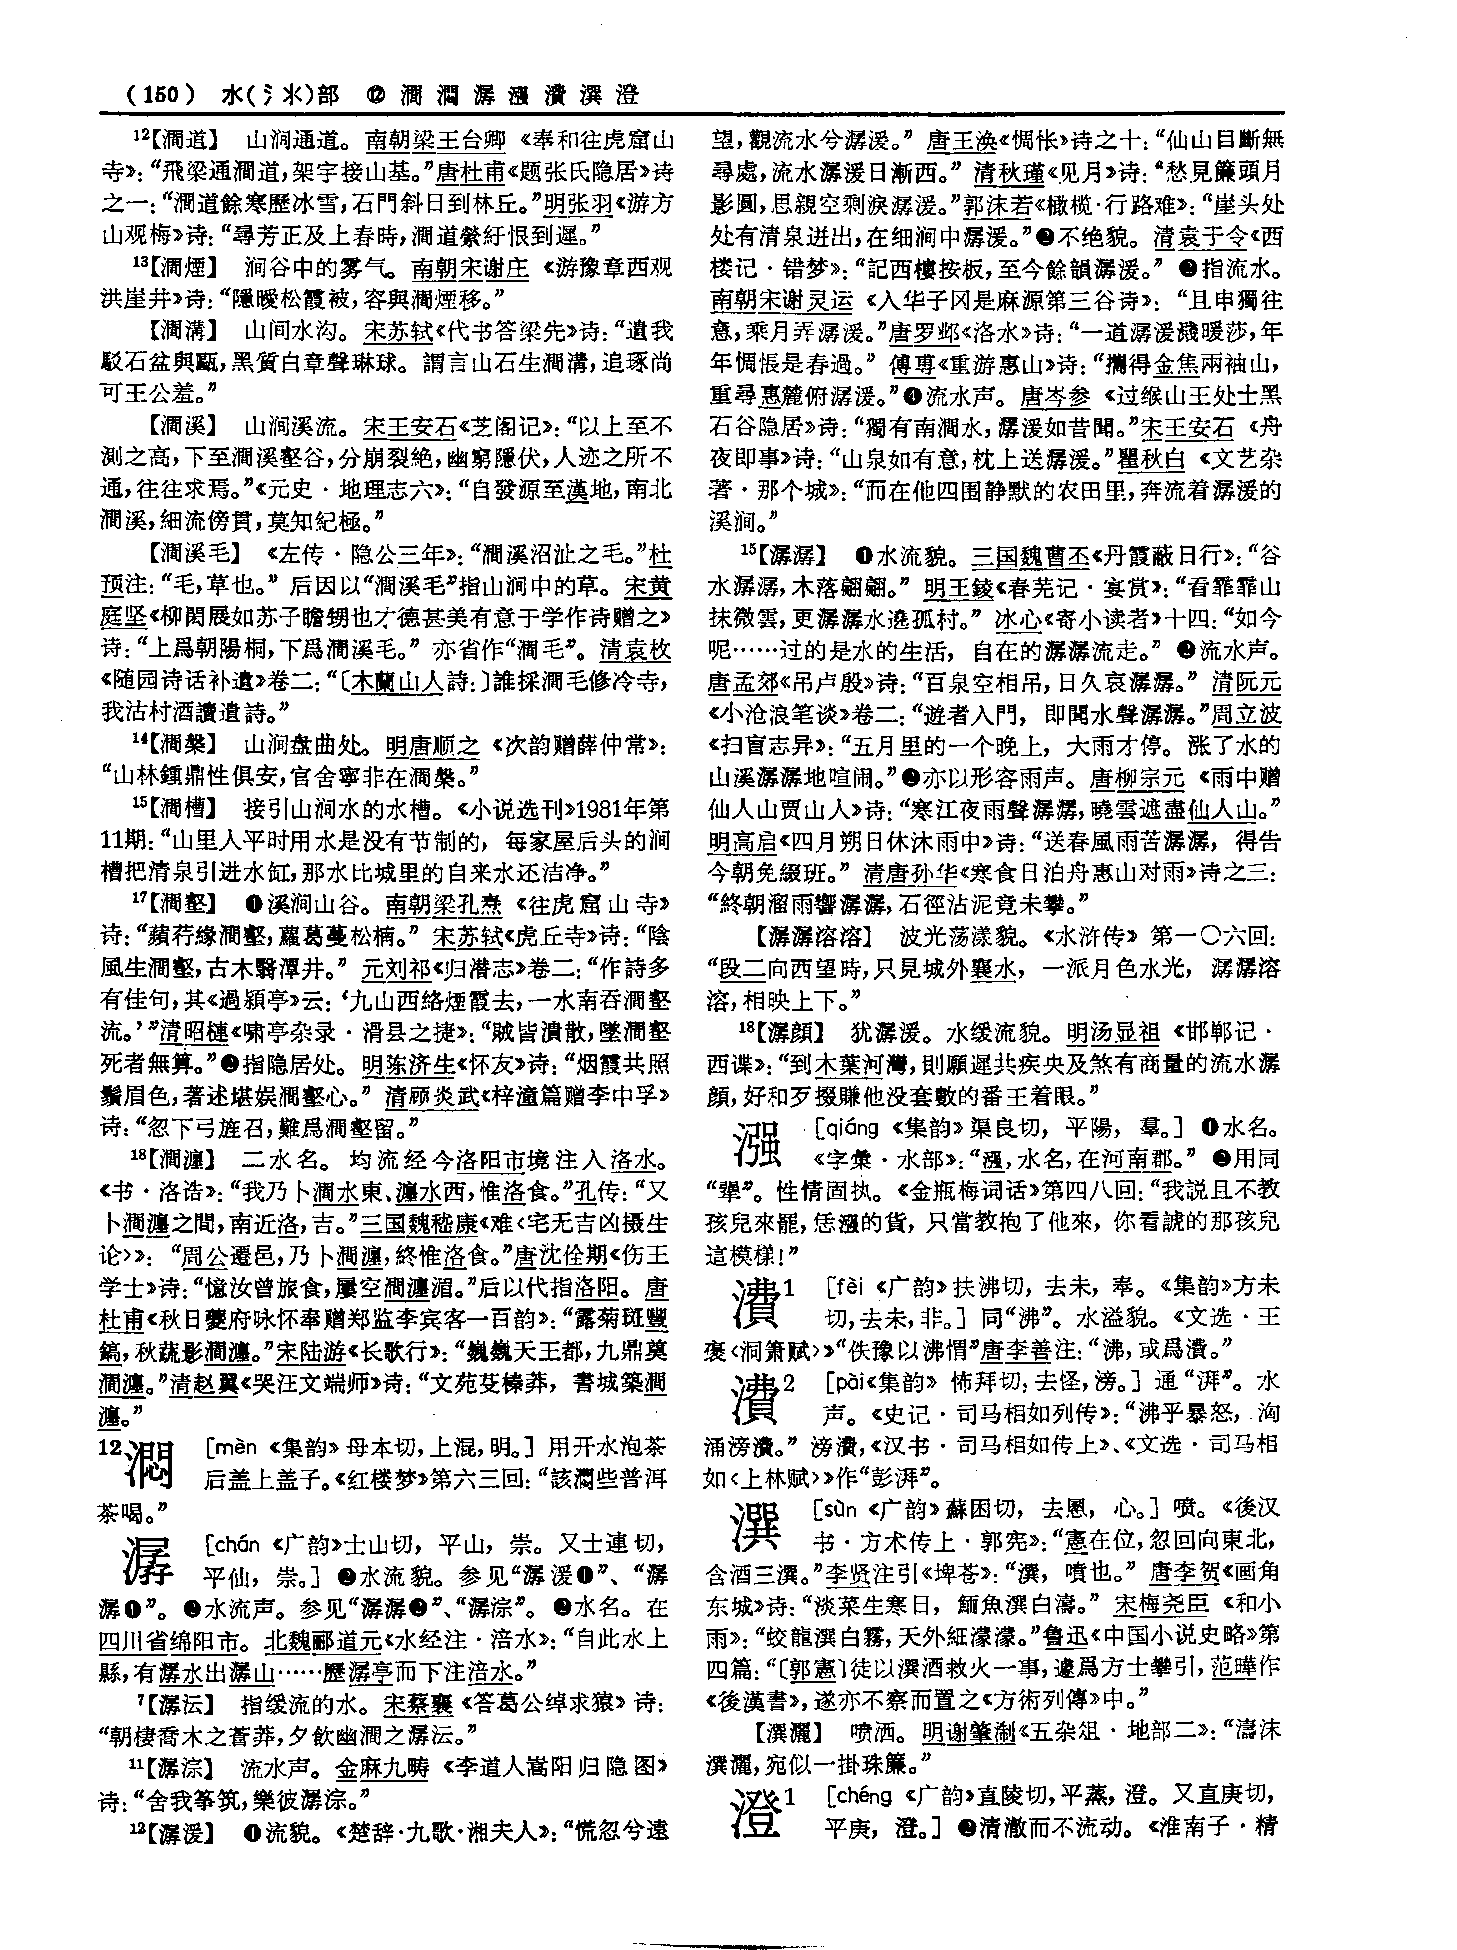 （150） 水(氵氺)部 ⑫ 澗 潤 潺 漒 濆 潠 澄
12【澗道】 山涧通道。南朝梁王台卿《奉和往虎窟山
寺》：“飛梁通澗道，架宇接山基。”唐杜甫《题张氏隐居》诗
之一：“澗道餘寒歷冰雪，石門斜日到林丘。”明张羽《游方
山观梅》诗：“尋芳正及上春時，澗道縈紆恨到遲。”
13【澗煙】 涧谷中的雾气。南朝宋谢庄《游豫章西观
洪崖井》诗：“隱曖松霞被，容與澗煙移。”
【澗溝】 山间水沟。宋苏轼《代书答梁先》诗：“遺我
駁石盆與甌，黑質白章聲琳球。謂言山石生澗溝，追琢尚
可王公羞。”
【澗溪】 山涧溪流。宋王安石《芝阁记》：“以上至不
測之高，下至澗溪壑谷，分崩裂絶，幽窮隱伏，人迹之所不
通，往往求焉。”《元史·地理志六》：“自發源至漢地，南北
澗溪，細流傍貫，莫知紀極。”
【澗溪毛】 《左传·隐公三年》：“澗溪沼沚之毛。”杜
预注：“毛，草也。”后因以“澗溪毛”指山涧中的草。宋黄
庭坚《柳闳展如苏子瞻甥也才德甚美有意于学作诗赠之》
诗：“上爲朝陽桐，下爲澗溪毛。”亦省作“澗毛”。清袁枚
《随园诗话补遗》卷二：“〔木蘭山人詩：〕誰採澗毛修冷寺，
我沽村酒讀遺詩。”
14【澗槃】 山涧盘曲处。明唐顺之《次韵赠薛仲常》：
“山林鍾鼎性俱安，官舍寧非在澗槃。”
15【澗槽】 接引山涧水的水槽。《小说选刊》1981年第
11期：“山里人平时用水是没有节制的，每家屋后头的涧
槽把清泉引进水缸，那水比城里的自来水还洁净。”
17【澗壑】 ❶溪涧山谷。南朝梁孔焘《往虎窟山寺》
诗：“蘋荇緣澗壑，蘿葛蔓松楠。”宋苏轼《虎丘寺》诗：“陰
風生澗壑，古木翳潭井。”元刘祁《归潜志》卷二：“作詩多
有佳句，其《過潁亭》云：‘九山西絡煙霞去，一水南吞澗壑
流。’”清昭梿《啸亭杂录·滑县之捷》：“賊皆潰散，墜澗壑
死者無算。”❷指隐居处。明陈济生《怀友》诗：“烟霞共照
鬚眉色，著述堪娱澗壑心。”清顾炎武《梓潼篇赠李中孚》
诗：“忽下弓旌召，難爲澗壑留。”
18【澗瀍】 二水名。均流经今洛阳市境注入洛水。
《书·洛诰》：“我乃卜澗水東、瀍水西，惟洛食。”孔传：“又
卜澗瀍之間，南近洛，吉。”三国魏嵇康《难〈宅无吉凶摄生
论〉》：“周公遷邑，乃卜澗瀍，終惟洛食。”唐沈佺期《伤王
学士》诗：“憶汝曾旅食，屢空澗瀍湄。”后以代指洛阳。唐
杜甫《秋日夔府咏怀奉赠郑监李宾客一百韵》：“露菊斑豐
鎬，秋蔬影澗瀍。”宋陆游《长歌行》：“巍巍天王都，九鼎奠
澗瀍。”清赵翼《哭汪文端师》诗：“文苑芟榛莽，書城築澗
瀍。”
12潤 [mèn《集韵》母本切，上混，明。] 用开水泡茶
后盖上盖子。《红楼梦》第六三回：“該燜些普洱
茶喝。”
潺 [chán《广韵》士山切，平山，崇。又士連切，
平仙，崇。] ❶水流貌。参见“潺湲❶”、“潺
潺❶”。❷水流声。参见“潺潺❷”、“潺淙”。❸水名。在
四川省绵阳市。北魏郦道元《水经注·涪水》：“自此水上
縣，有潺水出潺山……歷潺亭而下注涪水。”
7【潺沄】 指缓流的水。宋蔡襄《答葛公绰求猿》诗：
“朝棲喬木之蒼莽，夕飲幽澗之潺沄。”
11【潺淙】 流水声。金麻九畴《李道人嵩阳归隐图》
诗：“舍我筝筑，樂彼潺淙。”
12【潺湲】 ❶流貌。《楚辞·九歌·湘夫人》：“慌忽兮遠
望，觀流水兮潺湲。”唐王涣《惆怅》诗之十：“仙山目斷無
尋處，流水潺湲日漸西。”清秋瑾《见月》诗：“愁見簾頭月
影圓，思親空剩淚潺湲。”郭沫若《橄榄·行路难》：“崖头处
处有清泉迸出，在细涧中潺湲。”❷不绝貌。清袁于令《西
楼记·错梦》：“記西樓按板，至今餘韻潺湲。”❸指流水。
南朝宋谢灵运《入华子冈是麻源第三谷诗》：“且申獨往
意，乘月弄潺湲。”唐罗邺《洛水》诗：“一道潺湲濺暖莎，年
年惆悵是春過。”傅尃《重游惠山》诗：“攜得金焦兩袖山，
重尋惠麓俯潺湲。”❹流水声。唐岑参《过缑山王处士黑
石谷隐居》诗：“獨有南澗水，潺湲如昔聞。”宋王安石《舟
夜即事》诗：“山泉如有意，枕上送潺湲。”瞿秋白《文艺杂
著·那个城》：“而在他四围静默的农田里，奔流着潺湲的
溪涧。”
15【潺潺】 ❶水流貌。三国魏曹丕《丹霞蔽日行》：“谷
水潺潺，木落翩翩。”明王錂《春芜记·宴赏》：“看霏霏山
抹微雲，更潺潺水遶孤村。”冰心《寄小读者》十四：“如今
呢……过的是水的生活，自在的潺潺流走。”❷流水声。
唐孟郊《吊卢殷》诗：“百泉空相吊，日久哀潺潺。”清阮元
《小沧浪笔谈》卷二：“遊者入門，即聞水聲潺潺。”周立波
《扫盲志异》：“五月里的一个晚上，大雨才停。涨了水的
山溪潺潺地喧闹。”❸亦以形容雨声。唐柳宗元《雨中赠
仙人山贾山人》诗：“寒江夜雨聲潺潺，曉雲遮盡仙人山。”
明高启《四月朔日休沐雨中》诗：“送春風雨苦潺潺，得告
今朝免綴班。”清唐孙华《寒食日泊舟惠山对雨》诗之三：
“終朝溜雨響潺潺，石徑沾泥竟未攀。”
【潺潺溶溶】 波光荡漾貌。《水浒传》第一〇六回：
“段二向西望時，只見城外襄水，一派月色水光，潺潺溶
溶，相映上下。”
18【潺顔】 犹潺湲。水缓流貌。明汤显祖《邯郸记·
西谍》：“到木葉河灣，則願遲共疾央及煞有商量的流水潺
顔，好和歹掇賺他没套數的番王着眼。”
漒 [qiáng《集韵》渠良切，平陽，羣。] ❶水名。
《字彙·水部》：“漒，水名，在河南郡。”❷用同
“犟”。性情固执。《金瓶梅词话》第四八回：“我説且不教
孩兒來罷，恁漒的貨，只當教抱了他來，你看諕的那孩兒
這模樣！”
濆1 [fèi《广韵》扶沸切，去未，奉。《集韵》方未
切，去未，非。] 同“沸”。水溢貌。《文选·王
褒〈洞箫赋〉》“佚豫以沸㥜”唐李善注：“沸，或爲濆。”
濆2 [pài《集韵》怖拜切，去怪，滂。] 通“湃”。水
声。《史记·司马相如列传》：“沸乎暴怒，洶
涌滂濆。”滂濆，《汉书·司马相如传上》、《文选·司马相
如〈上林赋〉》作“彭湃”。
潠 [sùn《广韵》蘇困切，去慁，心。] 喷。《後汉
书·方术传上·郭宪》：“憲在位，忽回向東北，
含酒三潠。”李贤注引《埤苍》：“潠，噴也。”唐李贺《画角
东城》诗：“淡菜生寒日，鮞魚潠白濤。”宋梅尧臣《和小
雨》：“蛟龍潠白霧，天外細濛濛。”鲁迅《中国小说史略》第
四篇：“〔郭憲〕徒以潠酒救火一事，遽爲方士攀引，范曄作
《後漢書》，遂亦不察而置之《方術列傳》中。”
【潠灑】 喷洒。明谢肇淛《五杂俎·地部二》：“濤沫
潠灑，宛似一掛珠簾。”
澄1 [chéng《广韵》直陵切，平蒸，澄。又直庚切，
平庚，澄。] ❶清澈而不流动。《淮南子·精